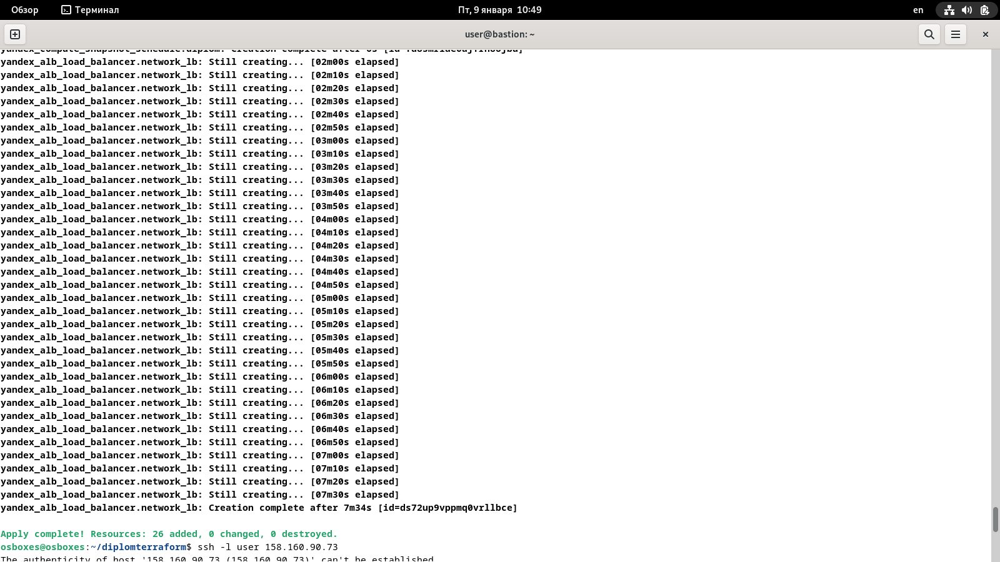 Обзор Терминал Пт, 9 января 10:49 en
user@bastion: ~
yandex_compute_snapshot_schedule.diplom: Creation complete after 0s
yandex_alb_load_balancer.network_lb: Still creating... [02m00s elapsed]
yandex_alb_load_balancer.network_lb: Still creating... [02m10s elapsed]
yandex_alb_load_balancer.network_lb: Still creating... [02m20s elapsed]
yandex_alb_load_balancer.network_lb: Still creating... [02m30s elapsed]
yandex_alb_load_balancer.network_lb: Still creating... [02m40s elapsed]
yandex_alb_load_balancer.network_lb: Still creating... [02m50s elapsed]
yandex_alb_load_balancer.network_lb: Still creating... [03m00s elapsed]
yandex_alb_load_balancer.network_lb: Still creating... [03m10s elapsed]
yandex_alb_load_balancer.network_lb: Still creating... [03m20s elapsed]
yandex_alb_load_balancer.network_lb: Still creating... [03m30s elapsed]
yandex_alb_load_balancer.network_lb: Still creating... [03m40s elapsed]
yandex_alb_load_balancer.network_lb: Still creating... [03m50s elapsed]
yandex_alb_load_balancer.network_lb: Still creating... [04m00s elapsed]
yandex_alb_load_balancer.network_lb: Still creating... [04m10s elapsed]
yandex_alb_load_balancer.network_lb: Still creating... [04m20s elapsed]
yandex_alb_load_balancer.network_lb: Still creating... [04m30s elapsed]
yandex_alb_load_balancer.network_lb: Still creating... [04m40s elapsed]
yandex_alb_load_balancer.network_lb: Still creating... [04m50s elapsed]
yandex_alb_load_balancer.network_lb: Still creating... [05m00s elapsed]
yandex_alb_load_balancer.network_lb: Still creating... [05m10s elapsed]
yandex_alb_load_balancer.network_lb: Still creating... [05m20s elapsed]
yandex_alb_load_balancer.network_lb: Still creating... [05m30s elapsed]
yandex_alb_load_balancer.network_lb: Still creating... [05m40s elapsed]
yandex_alb_load_balancer.network_lb: Still creating... [05m50s elapsed]
yandex_alb_load_balancer.network_lb: Still creating... [06m00s elapsed]
yandex_alb_load_balancer.network_lb: Still creating... [06m10s elapsed]
yandex_alb_load_balancer.network_lb: Still creating... [06m20s elapsed]
yandex_alb_load_balancer.network_lb: Still creating... [06m30s elapsed]
yandex_alb_load_balancer.network_lb: Still creating... [06m40s elapsed]
yandex_alb_load_balancer.network_lb: Still creating... [06m50s elapsed]
yandex_alb_load_balancer.network_lb: Still creating... [07m00s elapsed]
yandex_alb_load_balancer.network_lb: Still creating... [07m10s elapsed]
yandex_alb_load_balancer.network_lb: Still creating... [07m20s elapsed]
yandex_alb_load_balancer.network_lb: Still creating... [07m30s elapsed]
yandex_alb_load_balancer.network_lb: Creation complete after 7m34s [id=ds72up9vppmq0vrllbce]
Apply complete! Resources: 26 added, 0 changed, 0 destroyed.
osboxes@osboxes:~/diplomterraform$ ssh -l user 158.160.90.73
The authenticity of host '158.160.90.73 (158.160.90.73)' can't be established.